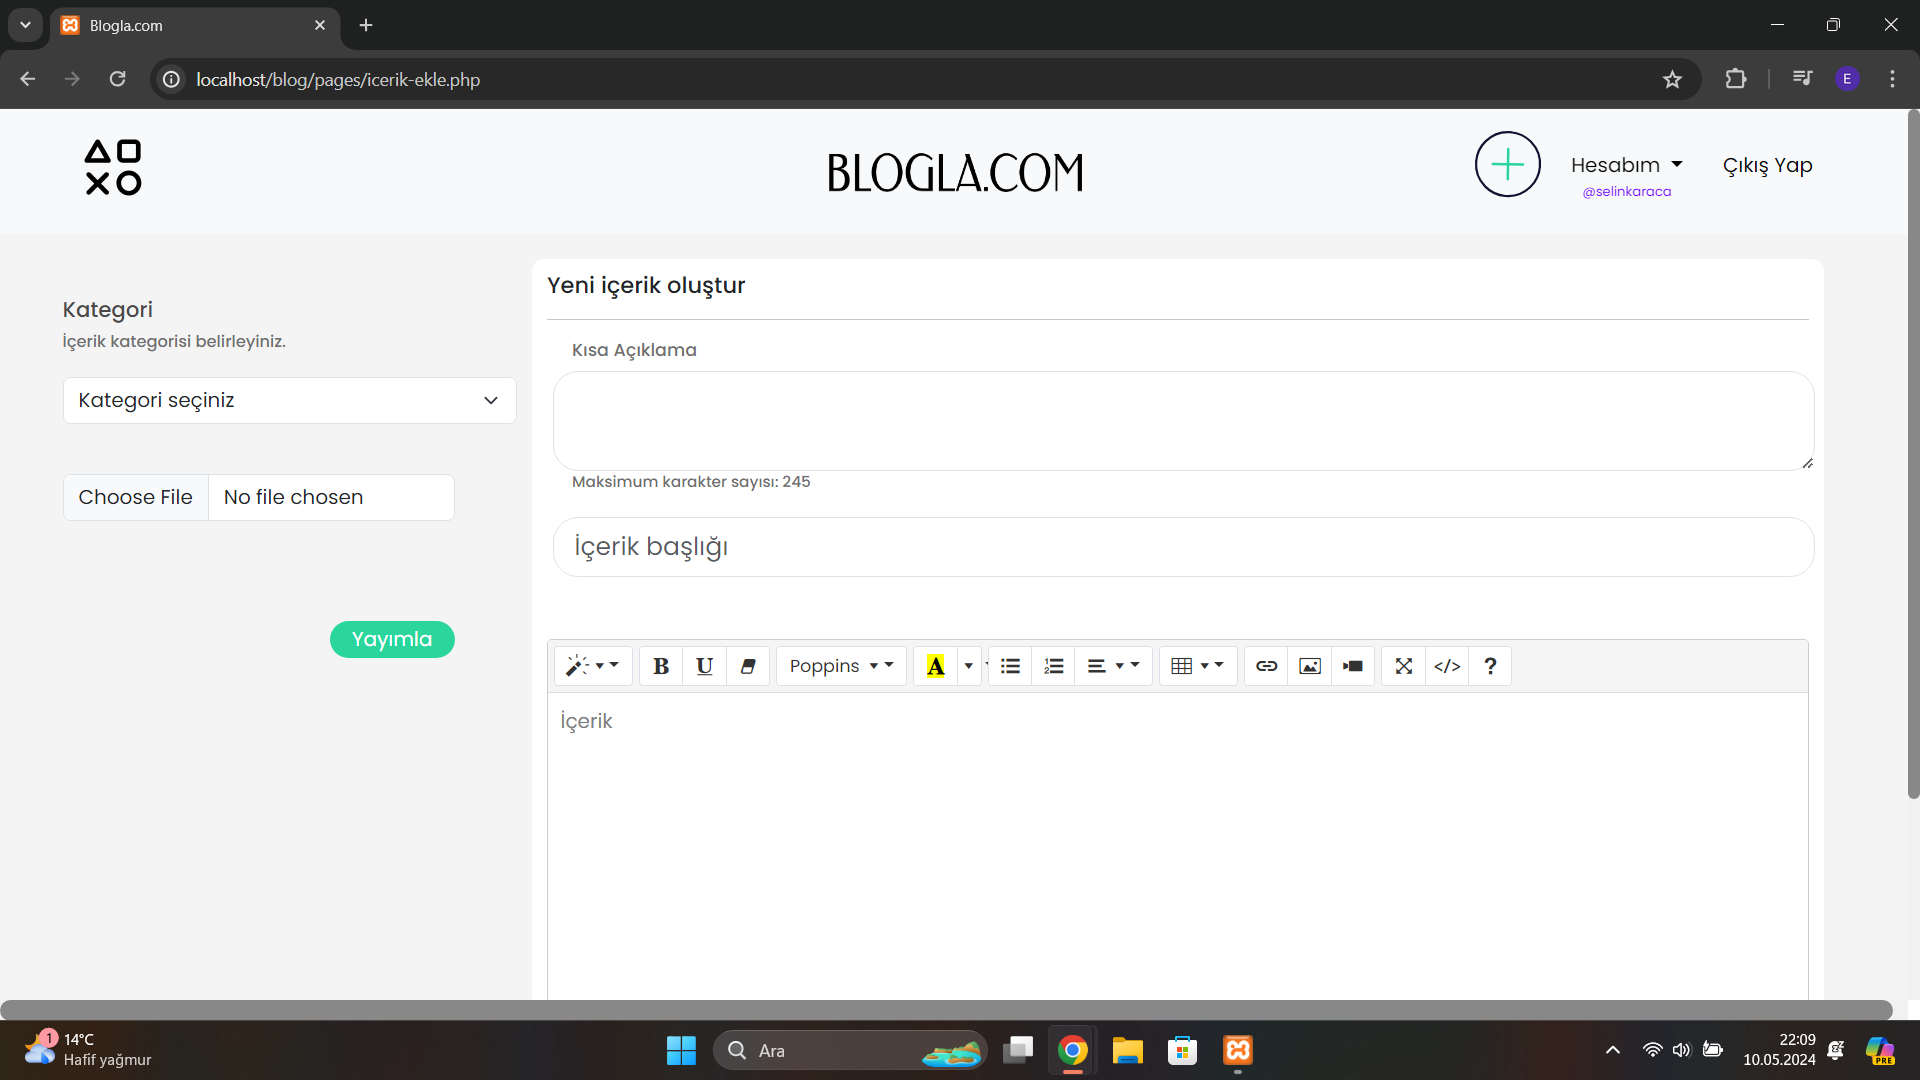 Blogla.com
localhost/blog/pages/icerik-ekle.php
E
BLOGLA.COM
Hesabım
@selinkaraca
Çıkış Yap
Kategori
İçerik kategorisi belirleyiniz.
Kategori seçiniz
Choose File No file chosen
Yayımla
Yeni içerik oluştur
Kısa Açıklama
Maksimum karakter sayısı: 245
İçerik başlığı
B U Poppins A </> ?
İçerik
1
14°C
Hafif yağmur
Ara
22:09
10.05.2024
PRE